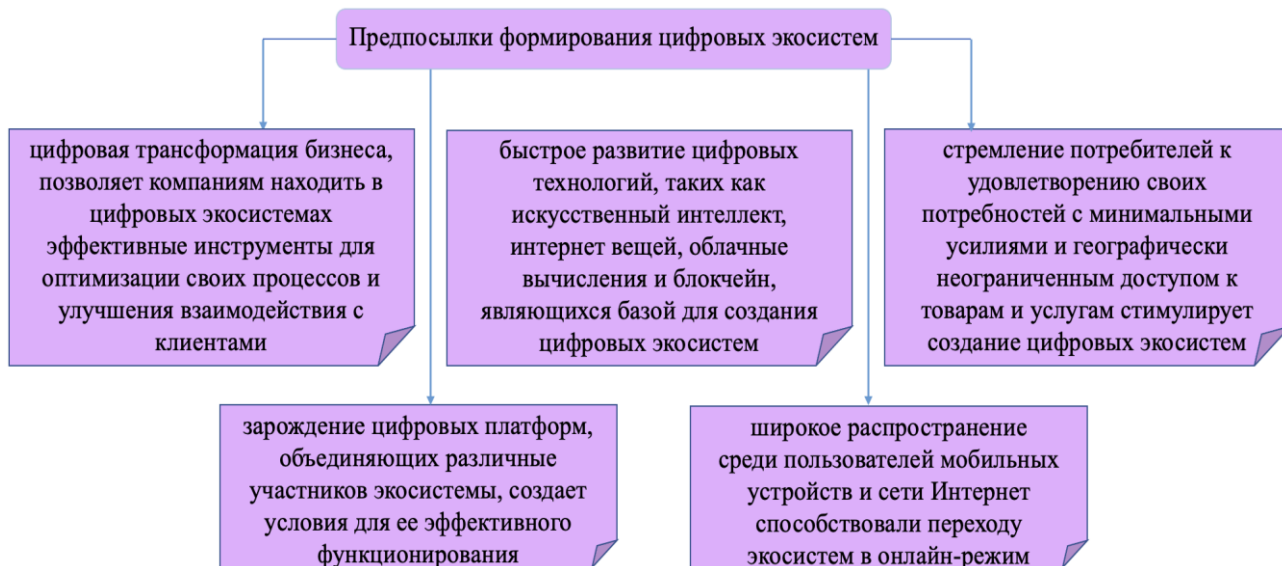 Предпосылки формирования цифровых экосистем
цифровая трансформация бизнеса,
позволяет компаниям находить в
цифровых экосистемах
эффективные инструменты для
оптимизации своих процессов и
улучшения взаимодействия с
клиентами
быстрое развитие цифровых
технологий, таких как
искусственный интеллект,
интернет вещей, облачные
вычисления и блокчейн,
являющихся базой для создания
цифровых экосистем
стремление потребителей к
удовлетворению своих
потребностей с минимальными
усилиями и географически
неограниченным доступом к
товарам и услугам стимулирует
создание цифровых экосистем
зарождение цифровых платформ,
объединяющих различные
участников экосистемы, создает
условия для ее эффективного
функционирования
широкое распространение
среди пользователей мобильных
устройств и сети Интернет
способствовали переходу
экосистем в онлайн-режим